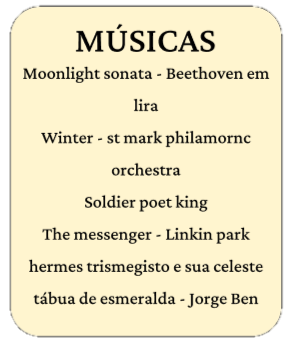 MÚSICAS
Moonlight sonata - Beethoven em
lira
Winter - st mark philamornc
orchestra
Soldier poet king
The messenger - Linkin park
hermes trismegisto e sua celeste
tábua de esmeralda - Jorge Ben